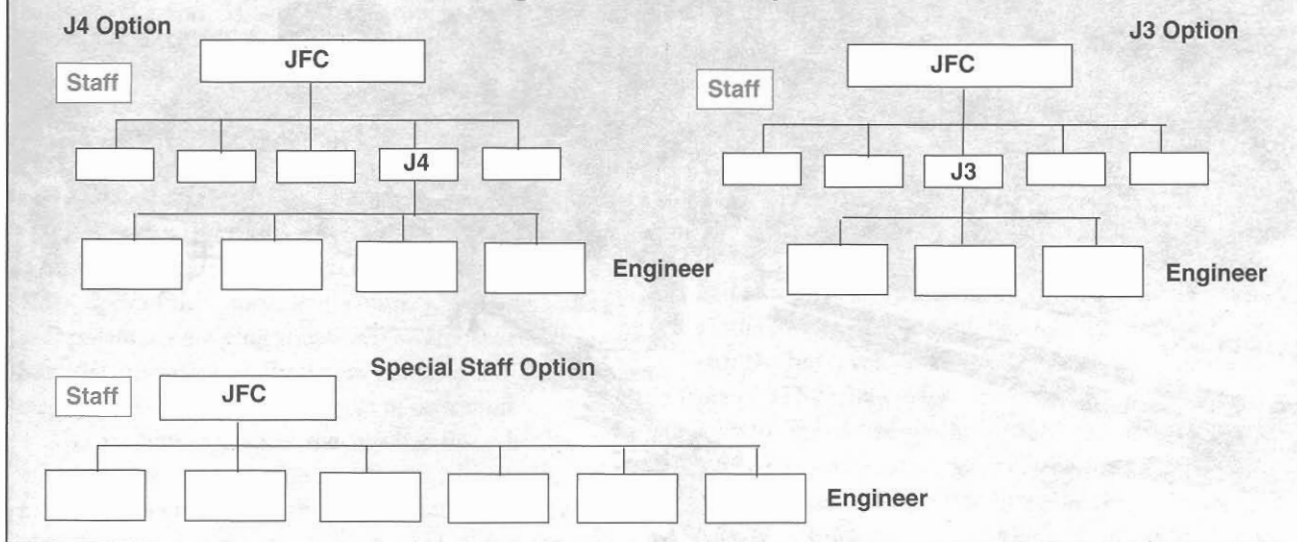 J4 Option
JFC
Staff
J4
Engineer
J3 Option
JFC
Staff
J3
Engineer
Special Staff Option
Staff
JFC
Engineer